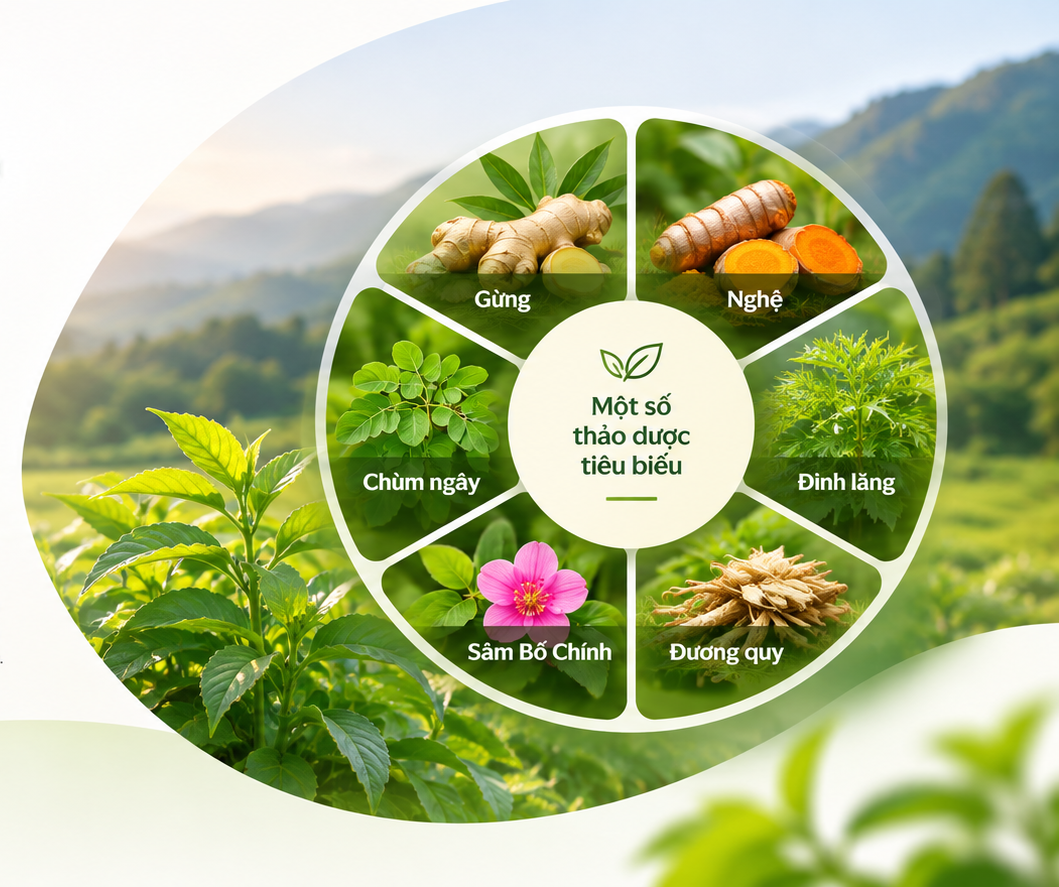 Gừng
Nghệ
Một số
thảo dược
tiêu biểu
Chùm ngây
Đinh lăng
Sâm Bố Chính
Đương quy